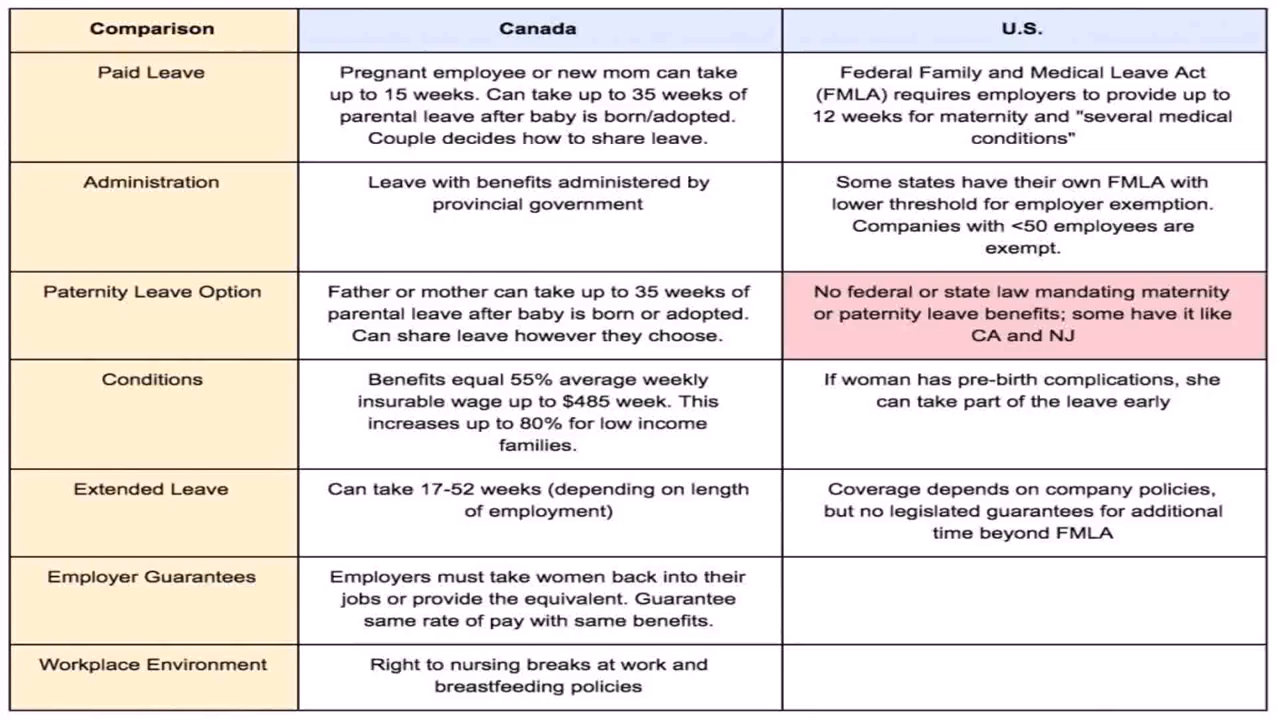 Comparison
Canada
U.S.
Paid Leave
Pregnant employee or new mom can take
up to 15 weeks. Can take up to 35 weeks of
parental leave after baby is born/adopted.
Couple decides how to share leave.
Federal Family and Medical Leave Act
(FMLA) requires employers to provide up to
12 weeks for maternity and "several medical
conditions"
Administration
Leave with benefits administered by
provincial government
Some states have their own FMLA with
lower threshold for employer exemption.
Companies with <50 employees are
exempt.
Paternity Leave Option
Father or mother can take up to 35 weeks of
parental leave after baby is born or adopted.
Can share leave however they choose.
No federal or state law mandating maternity
or paternity leave benefits; some have it like
CA and NJ
Conditions
Benefits equal 55% average weekly
insurable wage up to $485 week. This
increases up to 80% for low income
families.
If woman has pre-birth complications, she
can take part of the leave early
Extended Leave
Can take 17-52 weeks (depending on length
of employment)
Coverage depends on company policies,
but no legislated guarantees for additional
time beyond FMLA
Employer Guarantees
Employers must take women back into their
jobs or provide the equivalent. Guarantee
same rate of pay with same benefits.
Workplace Environment
Right to nursing breaks at work and
breastfeeding policies